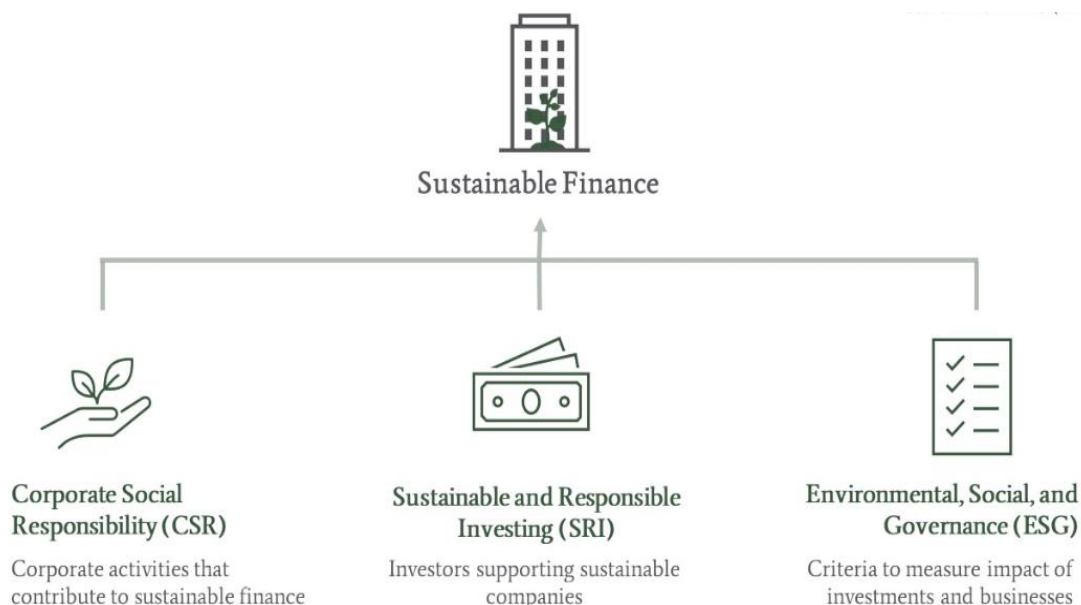 Sustainable Finance
Corporate Social
Responsibility (CSR)
Corporate activities that
contribute to sustainable finance
Sustainable and Responsible
Investing (SRI)
Investors supporting sustainable
companies
Environmental, Social, and
Governance (ESG)
Criteria to measure impact of
investments and businesses